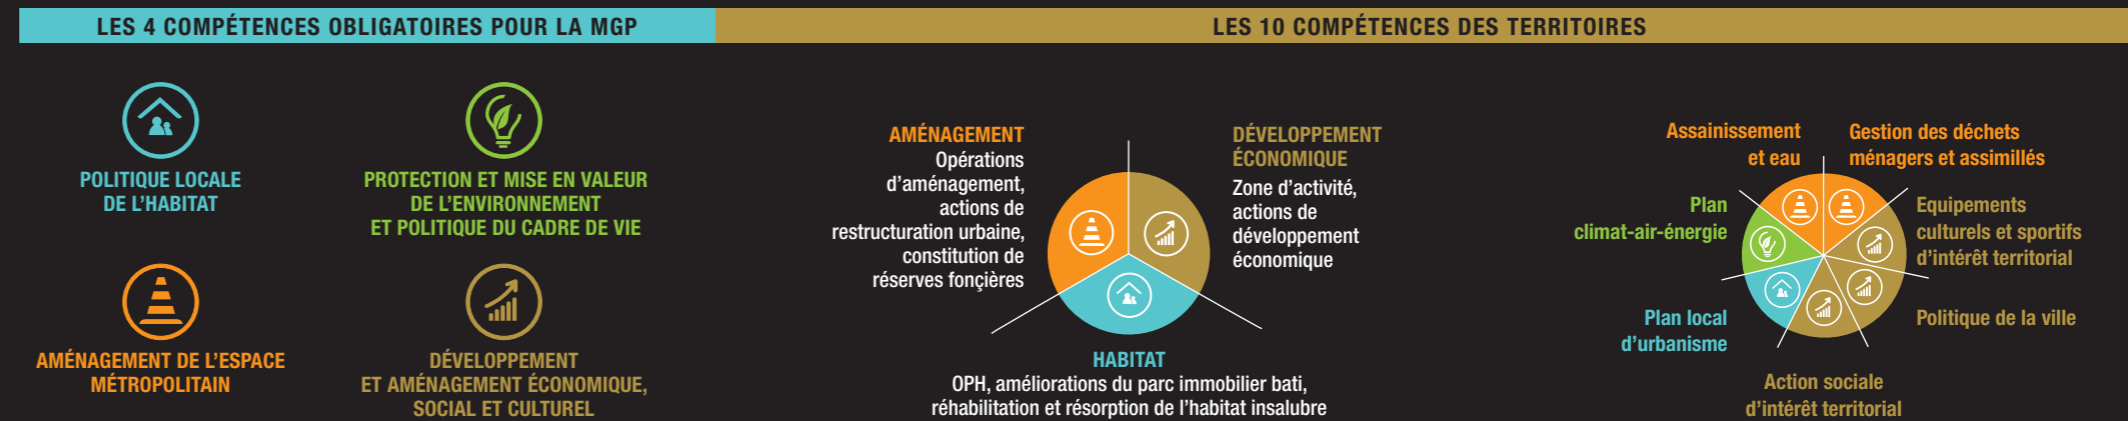 LES 4 COMPÉTENCES OBLIGATOIRES POUR LA MGP
POLITIQUE LOCALE
DE L'HABITAT
PROTECTION ET MISE EN VALEUR
DE L'ENVIRONNEMENT
ET POLITIQUE DU CADRE DE VIE
AMÉNAGEMENT DE L'ESPACE
MÉTROPOLITAIN
DÉVELOPPEMENT
ET AMÉNAGEMENT ÉCONOMIQUE,
SOCIAL ET CULTUREL
LES 10 COMPÉTENCES DES TERRITOIRES
AMÉNAGEMENT
Opérations
d'aménagement,
actions de
restructuration urbaine,
constitution de
réserves fonçières
DÉVELOPPEMENT
ÉCONOMIQUE
Zone d'activité,
actions de
développement
économique
HABITAT
OPH, améliorations du parc immobilier bati,
réhabilitation et résorption de l'habitat insalubre
Assainissement
et eau
Gestion des déchets
ménagers et assimillés
Plan
climat-air-énergie
Equipements
culturels et sportifs
d'intérêt territorial
Plan local
d'urbanisme
Politique de la ville
Action sociale
d'intérêt territorial